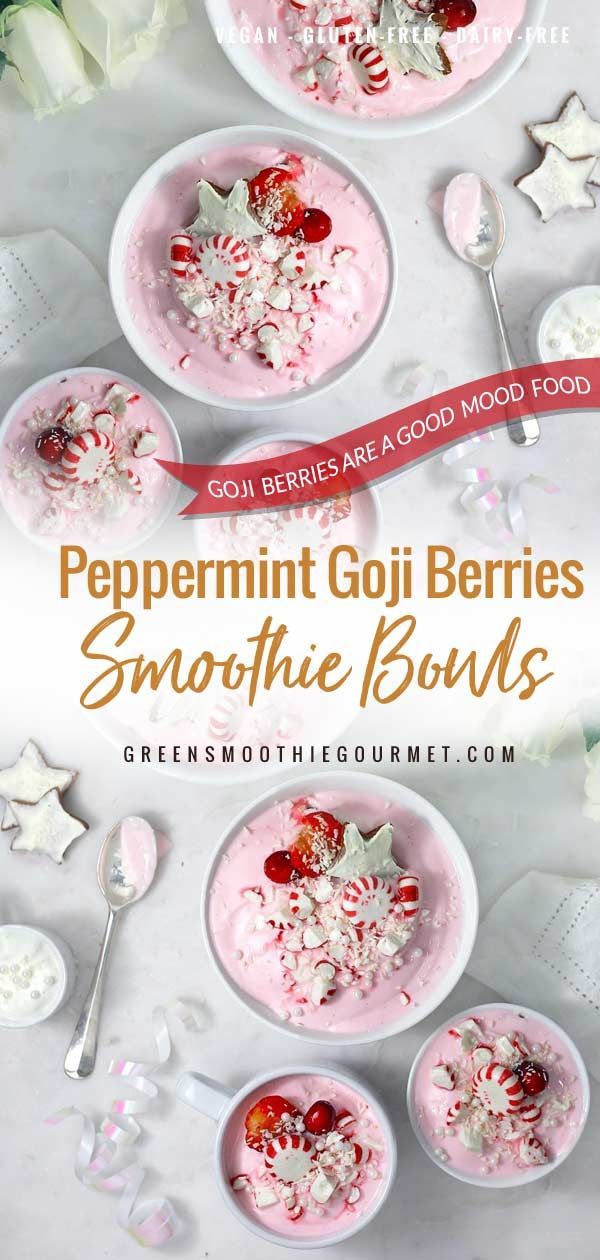 VEGAN - GLUTEN-FREE - DAIRY-FREE
GOJI BERRIES ARE A GOOD MOOD FOOD
Peppermint Goji Berries
Smoothie Bowls
GREENSMOOTHIEGOURMET.COM